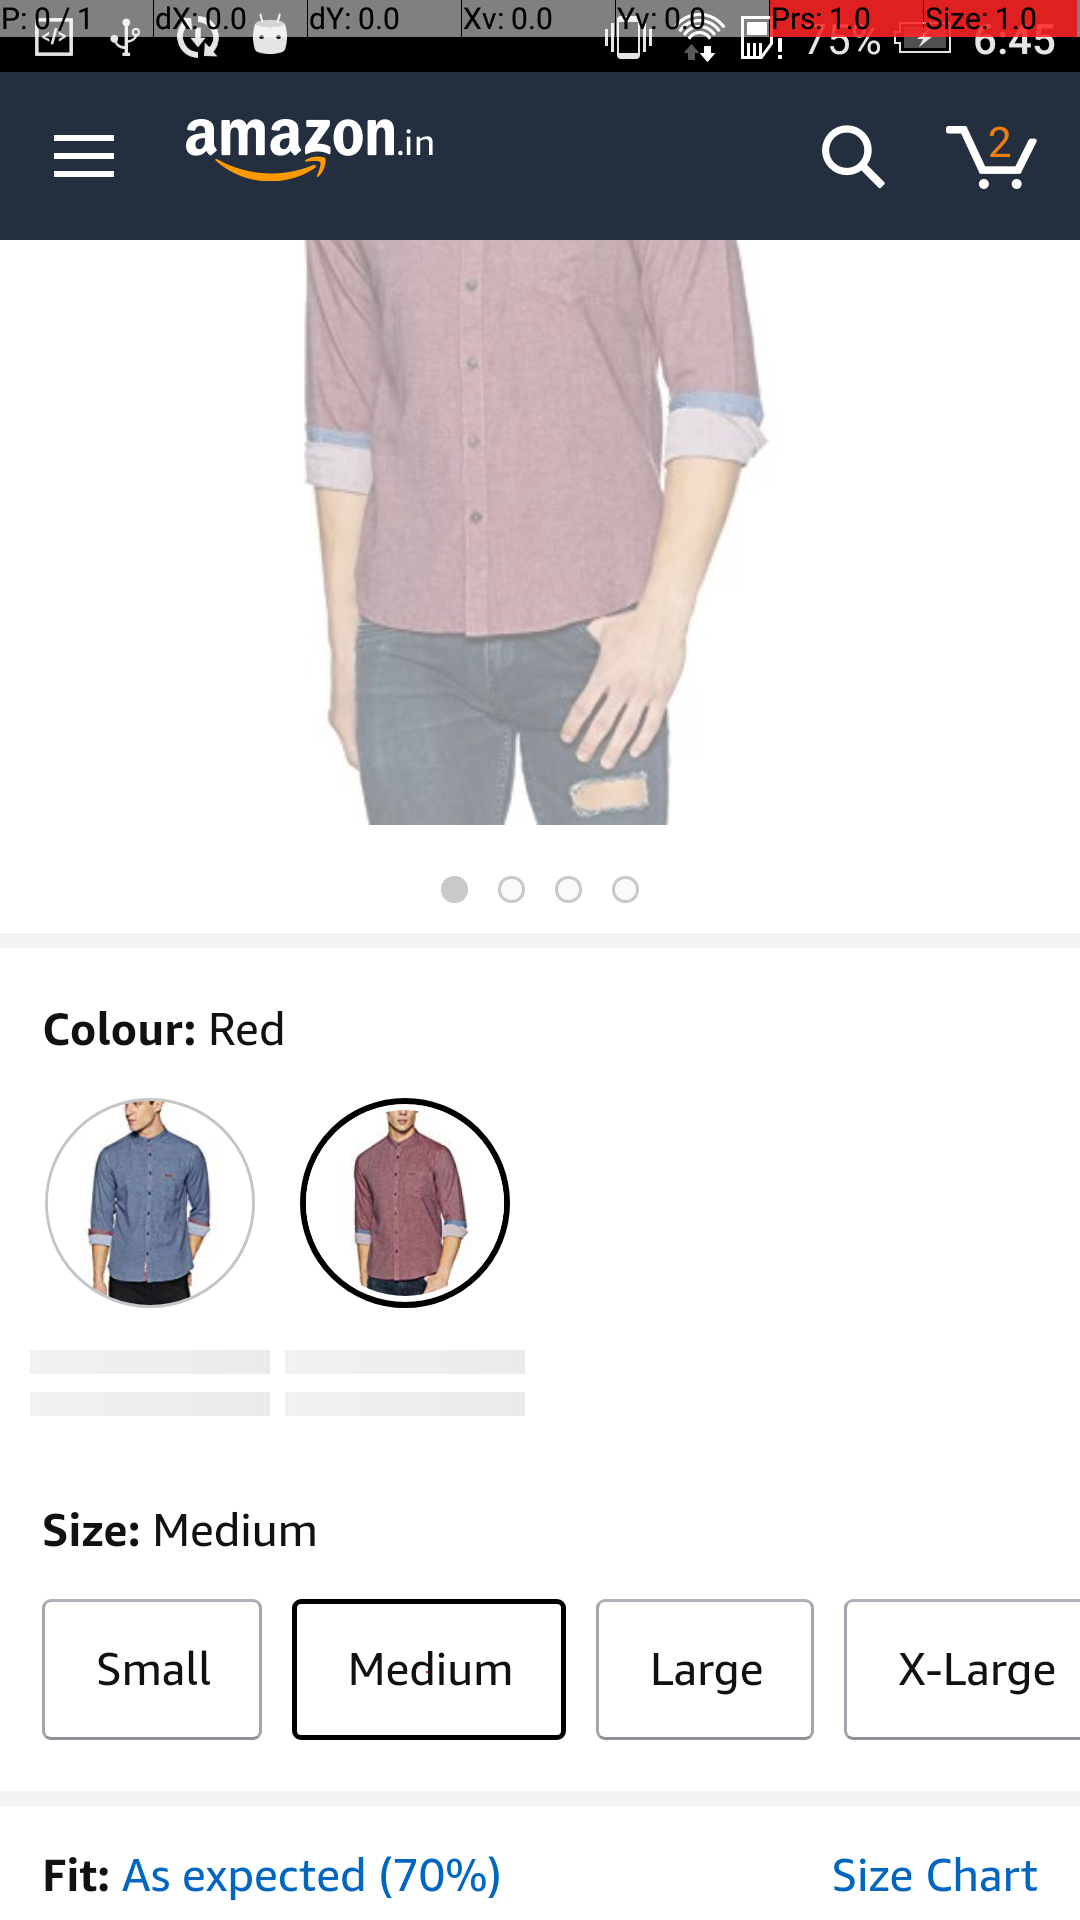 P: 0 / 1 dX: 0.0 dY: 0.0 Xv: 0.0 Yv: 0.0 Prs: 1.0 Size: 1.0
75% 6:45
amazon.in
2
Colour: Red
Size: Medium
Small Medium Large X-Large
Fit: As expected (70%) Size Chart